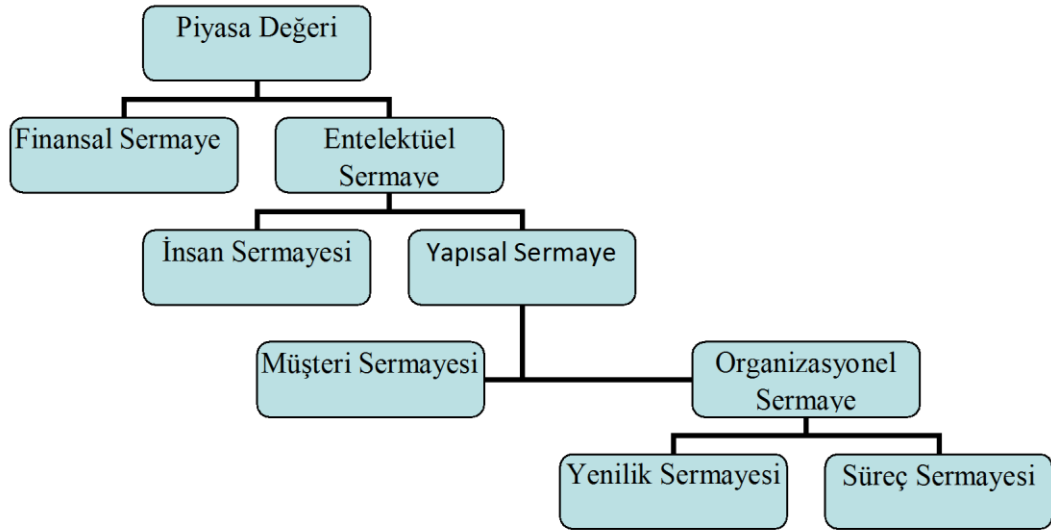 Piyasa Değeri
Finansal Sermaye
Entelektüel
Sermaye
İnsan Sermayesi
Yapısal Sermaye
Müşteri Sermayesi
Organizasyonel
Sermaye
Yenilik Sermayesi
Süreç Sermayesi